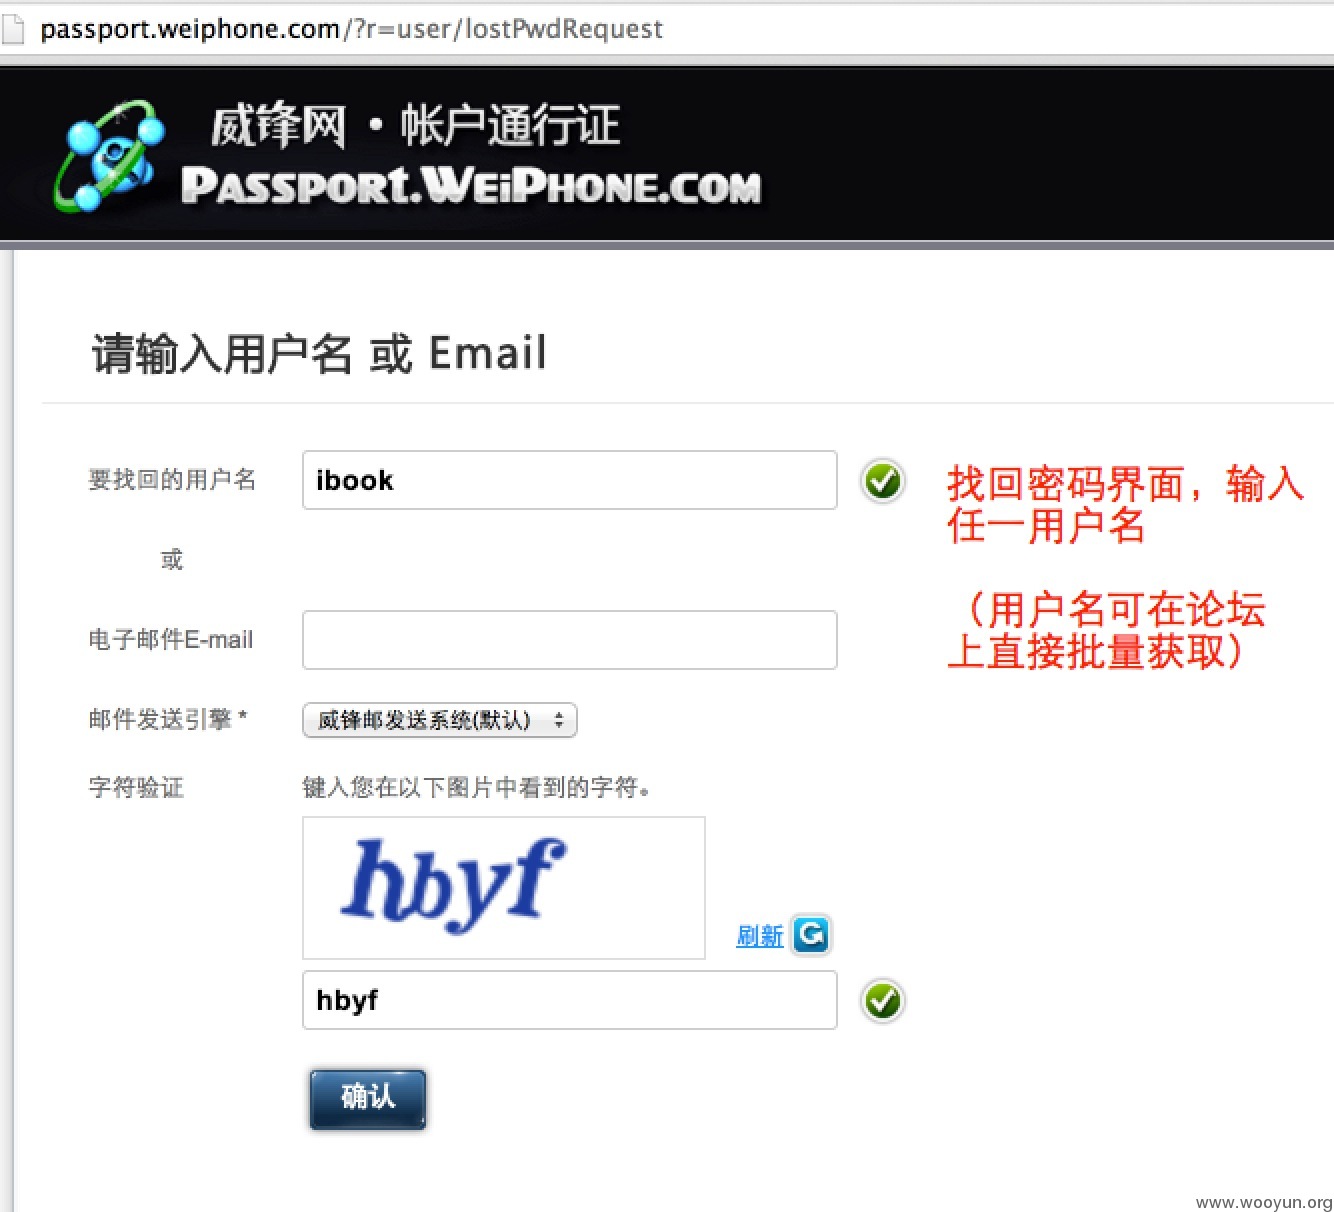 passport.weiphone.com/?r=user/lostPwdRequest
威锋网·帐户通行证
PASSPORT.WEIPHONE.COM
请输入用户名 或 Email
要找回的用户名
ibook
找回密码界面，输入
任一用户名
或
（用户名可在论坛
上直接批量获取）
电子邮件E-mail
邮件发送引擎 *
威锋邮发送系统(默认)
字符验证
键入您在以下图片中看到的字符。
hbyf
刷新
hbyf
确认
www.wooyun.org